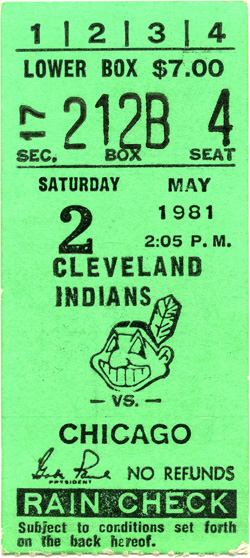 1 | 2 | 3 | 4
LOWER BOX $7.00
17 212B 4
SEC. BOX SEAT
SATURDAY MAY
2 1981
2:05 P. M.
CLEVELAND
INDIANS
— VS. —
CHICAGO
NO REFUNDS
PRESIDENT
RAIN CHECK
Subject to conditions set forth
on the back hereof.